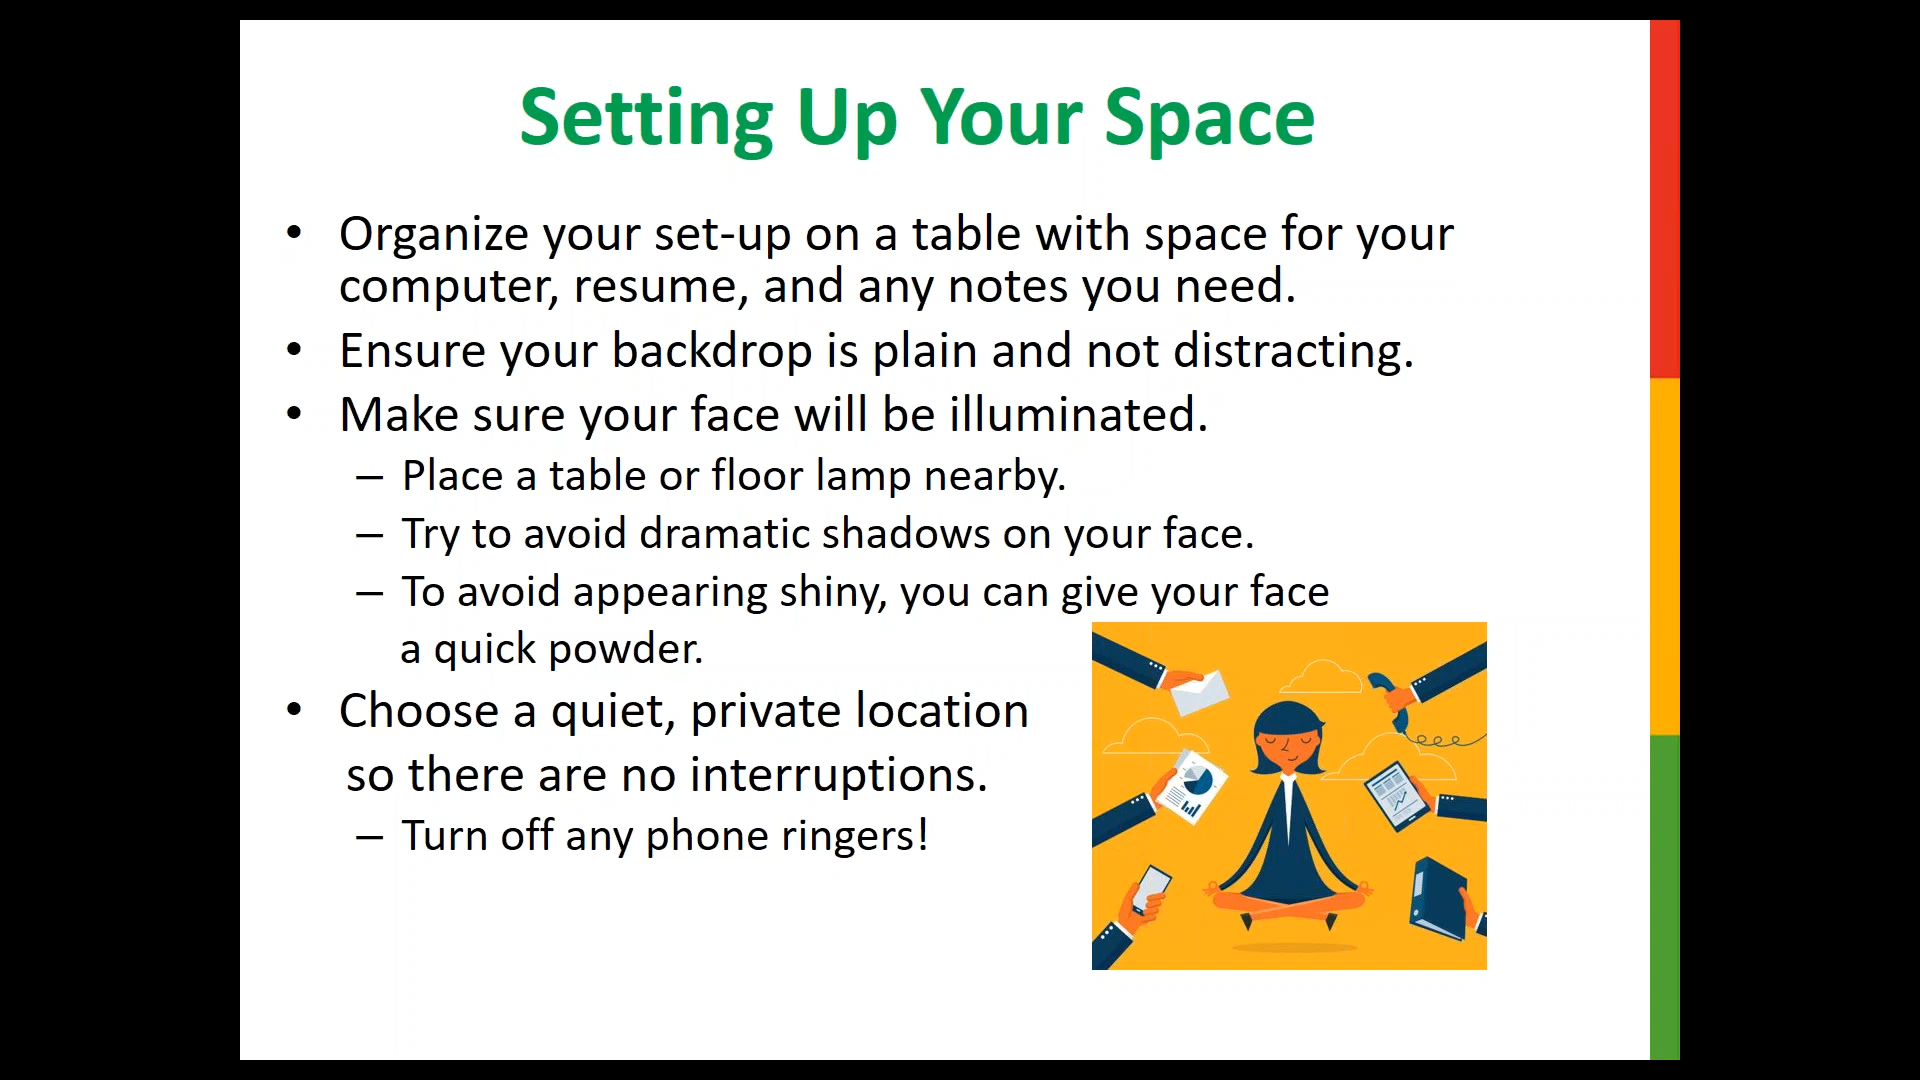 Setting Up Your Space
• Organize your set-up on a table with space for your
computer, resume, and any notes you need.
• Ensure your backdrop is plain and not distracting.
• Make sure your face will be illuminated.
– Place a table or floor lamp nearby.
– Try to avoid dramatic shadows on your face.
– To avoid appearing shiny, you can give your face
a quick powder.
• Choose a quiet, private location
so there are no interruptions.
– Turn off any phone ringers!